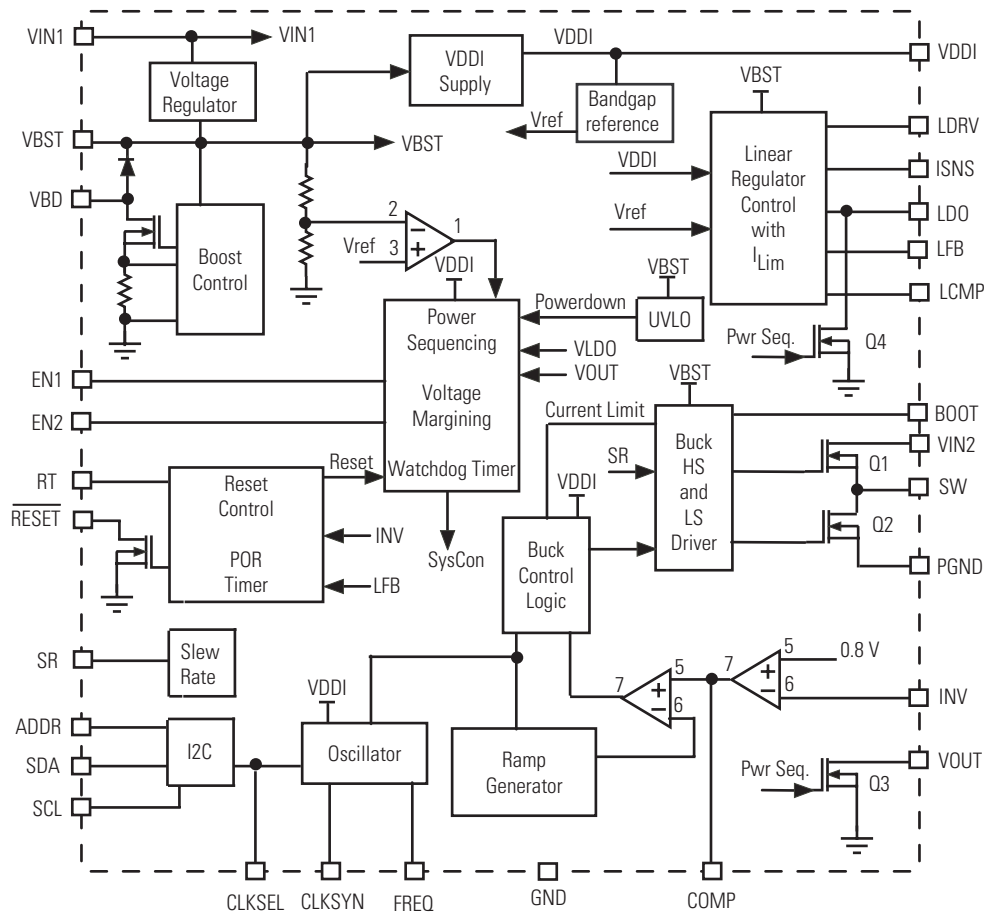 VIN1
VIN1
Voltage
Regulator
VDDI
Supply
VDDI
VDDI
Bandgap
reference
Vref
VBST
VBST
VBST
LDRV
ISNS
LDO
LFB
LCMP
VDDI
Vref
Linear
Regulator
Control
with
ILim
VBD
Boost
Control
2
3
1
Vref
VDDI
Powerdown
VBST
UVLO
Power
Sequencing
Voltage
Margining
Watchdog Timer
VLDO
VOUT
Pwr Seq.
Q4
EN1
EN2
VBST
Current Limit
SR
VDDI
Buck
HS
and
LS
Driver
BOOT
VIN2
Q1
SW
Q2
PGND
RT
RESET
Reset
Control
POR
Timer
Reset
INV
LFB
SysCon
Buck
Control
Logic
SR
Slew
Rate
7
5
6
7
5
6
0.8 V
INV
ADDR
SDA
SCL
I2C
VDDI
Oscillator
Ramp
Generator
Pwr Seq.
Q3
VOUT
CLKSEL
CLKSYN
FREQ
GND
COMP